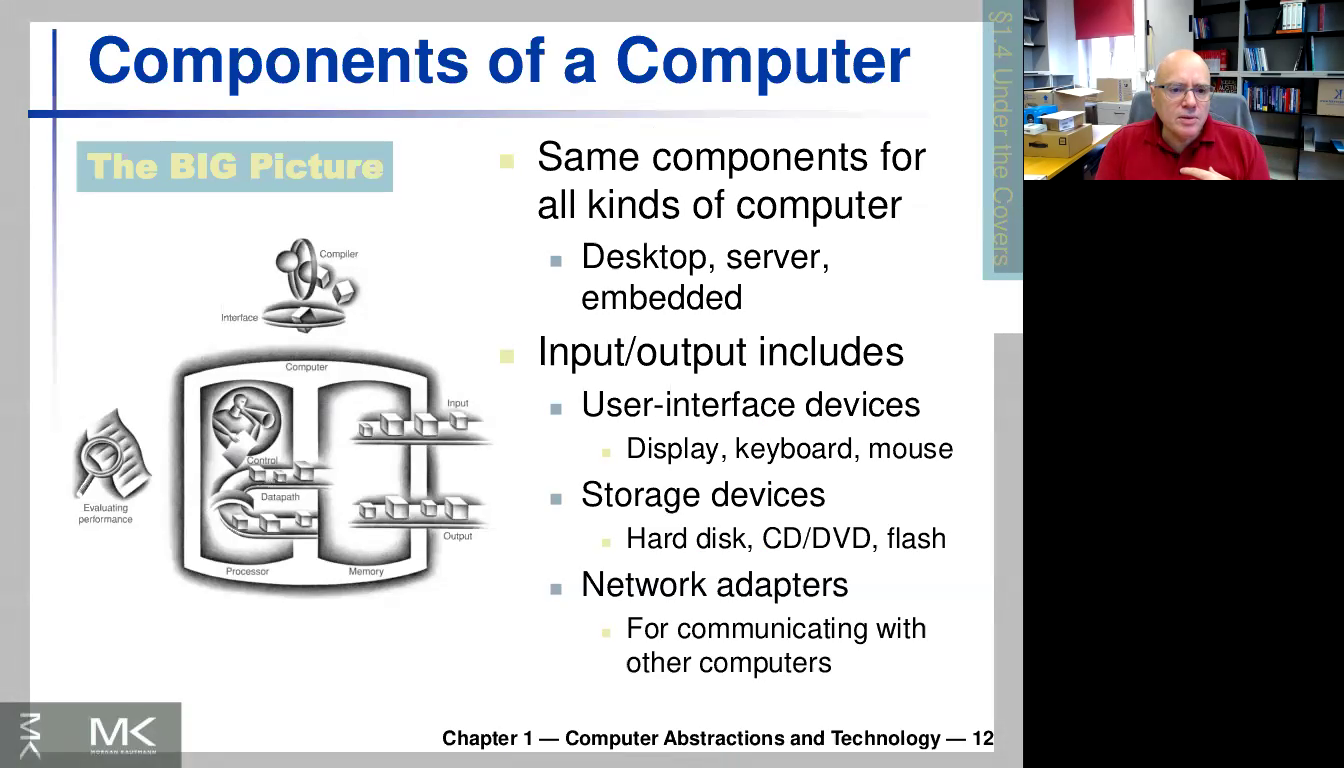 Components of a Computer
§1.4 Under the Covers
The BIG Picture
Compiler
Interface
Computer
Input
Control
Datapath
Evaluating
performance
Output
Processor
Memory
Same components for
all kinds of computer
Desktop, server,
embedded
Input/output includes
User-interface devices
Display, keyboard, mouse
Storage devices
Hard disk, CD/DVD, flash
Network adapters
For communicating with
other computers
MK
MK
MORGAN KAUFMANN
Chapter 1 — Computer Abstractions and Technology — 12